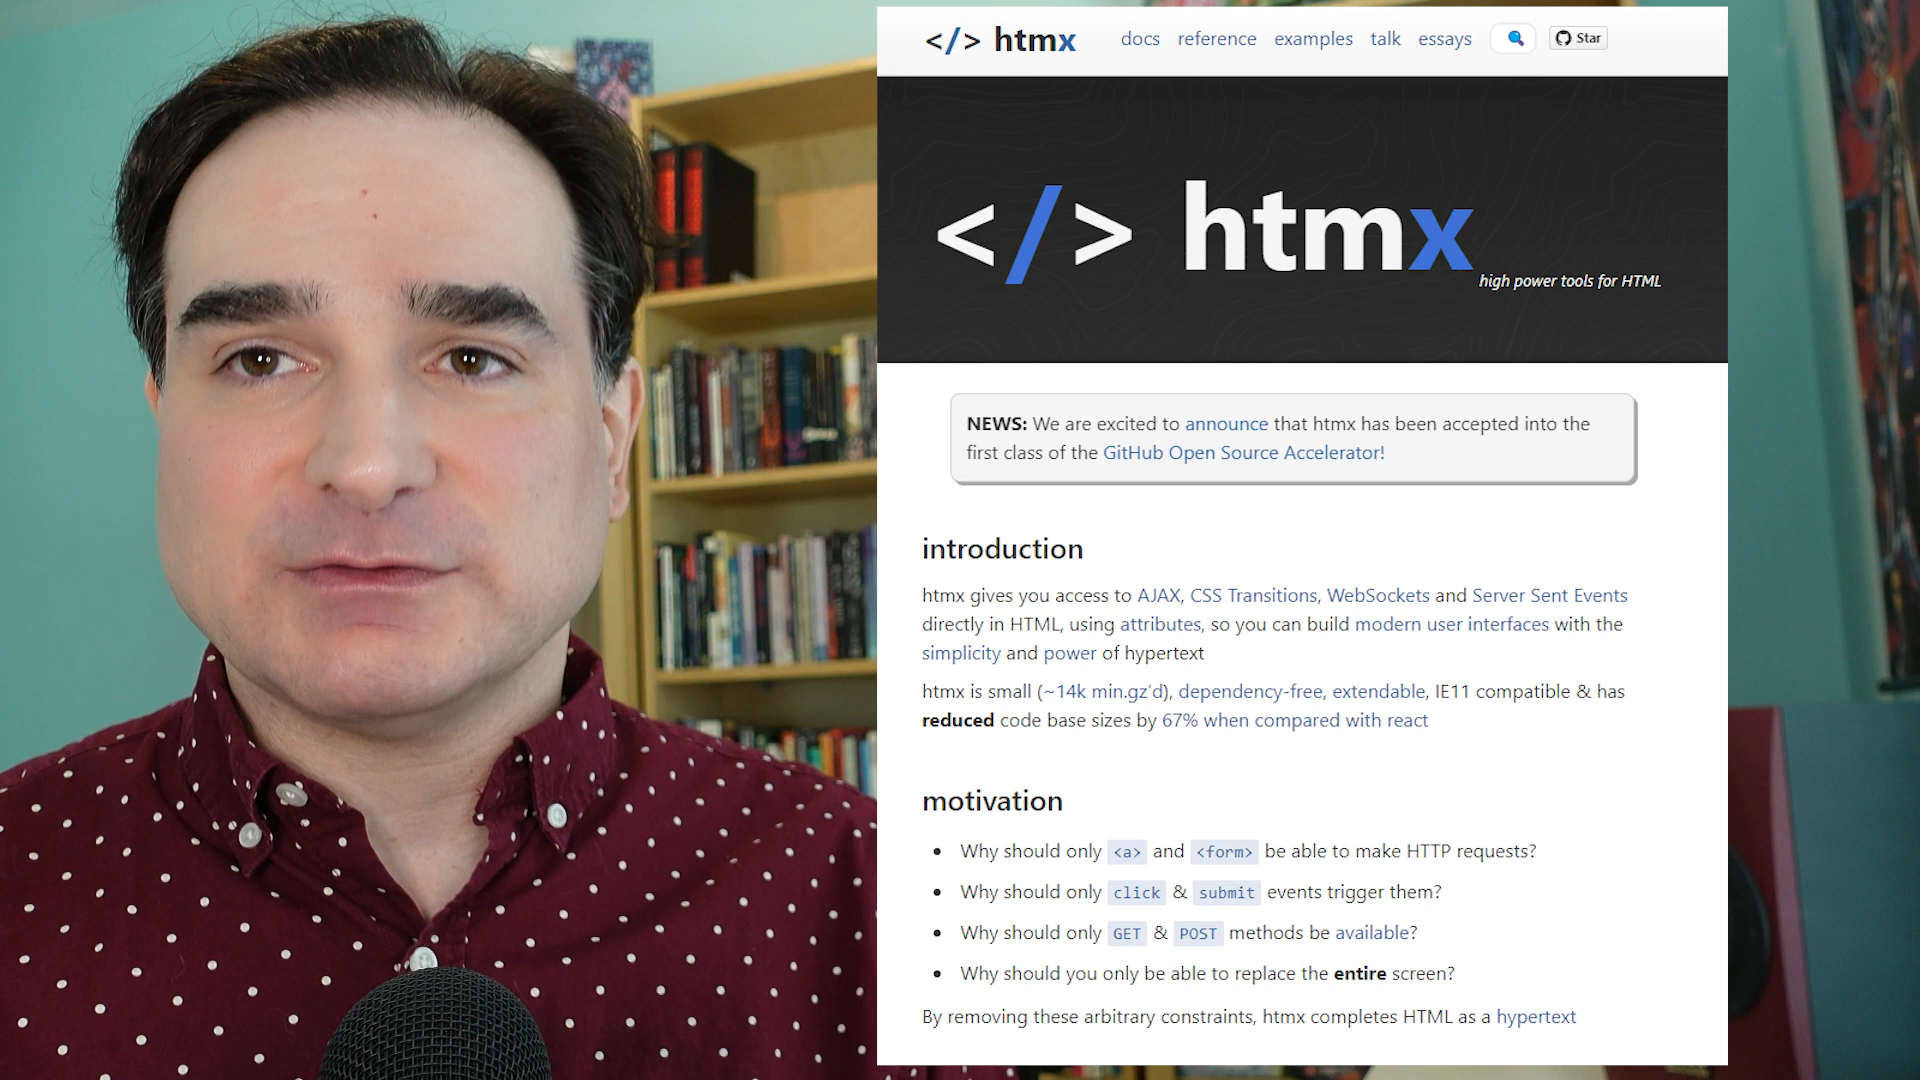 </> htmx docs reference examples talk essays Star
</> htmx
high power tools for HTML
NEWS: We are excited to announce that htmx has been accepted into the
first class of the GitHub Open Source Accelerator!
introduction
htmx gives you access to AJAX, CSS Transitions, WebSockets and Server Sent Events
directly in HTML, using attributes, so you can build modern user interfaces with the
simplicity and power of hypertext
htmx is small (~14k min.gz'd), dependency-free, extendable, IE11 compatible & has
reduced code base sizes by 67% when compared with react
motivation
• Why should only <a> and <form> be able to make HTTP requests?
• Why should only click & submit events trigger them?
• Why should only GET & POST methods be available?
• Why should you only be able to replace the entire screen?
By removing these arbitrary constraints, htmx completes HTML as a hypertext